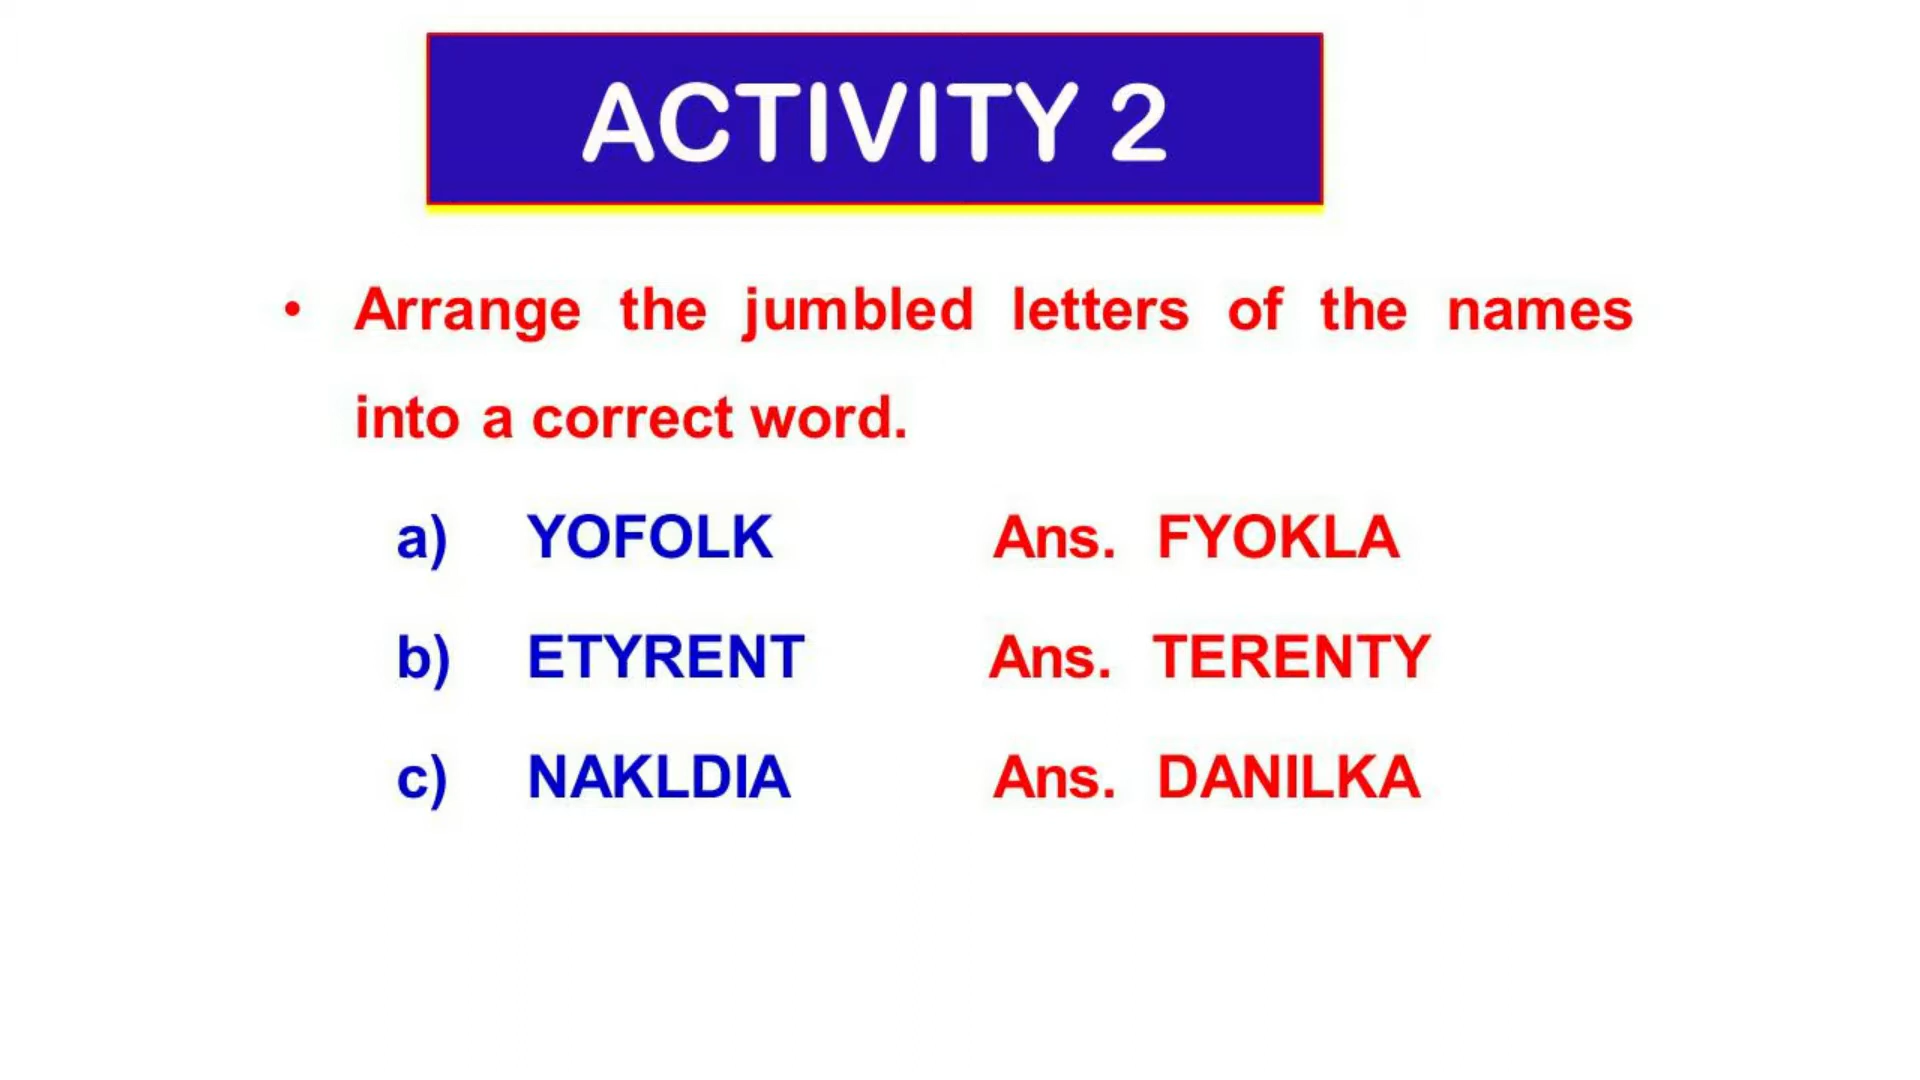 ACTIVITY 2
• Arrange the jumbled letters of the names
into a correct word.
a) YOFOLK Ans. FYOKLA
b) ETYRENT Ans. TERENTY
c) NAKLDIA Ans. DANILKA